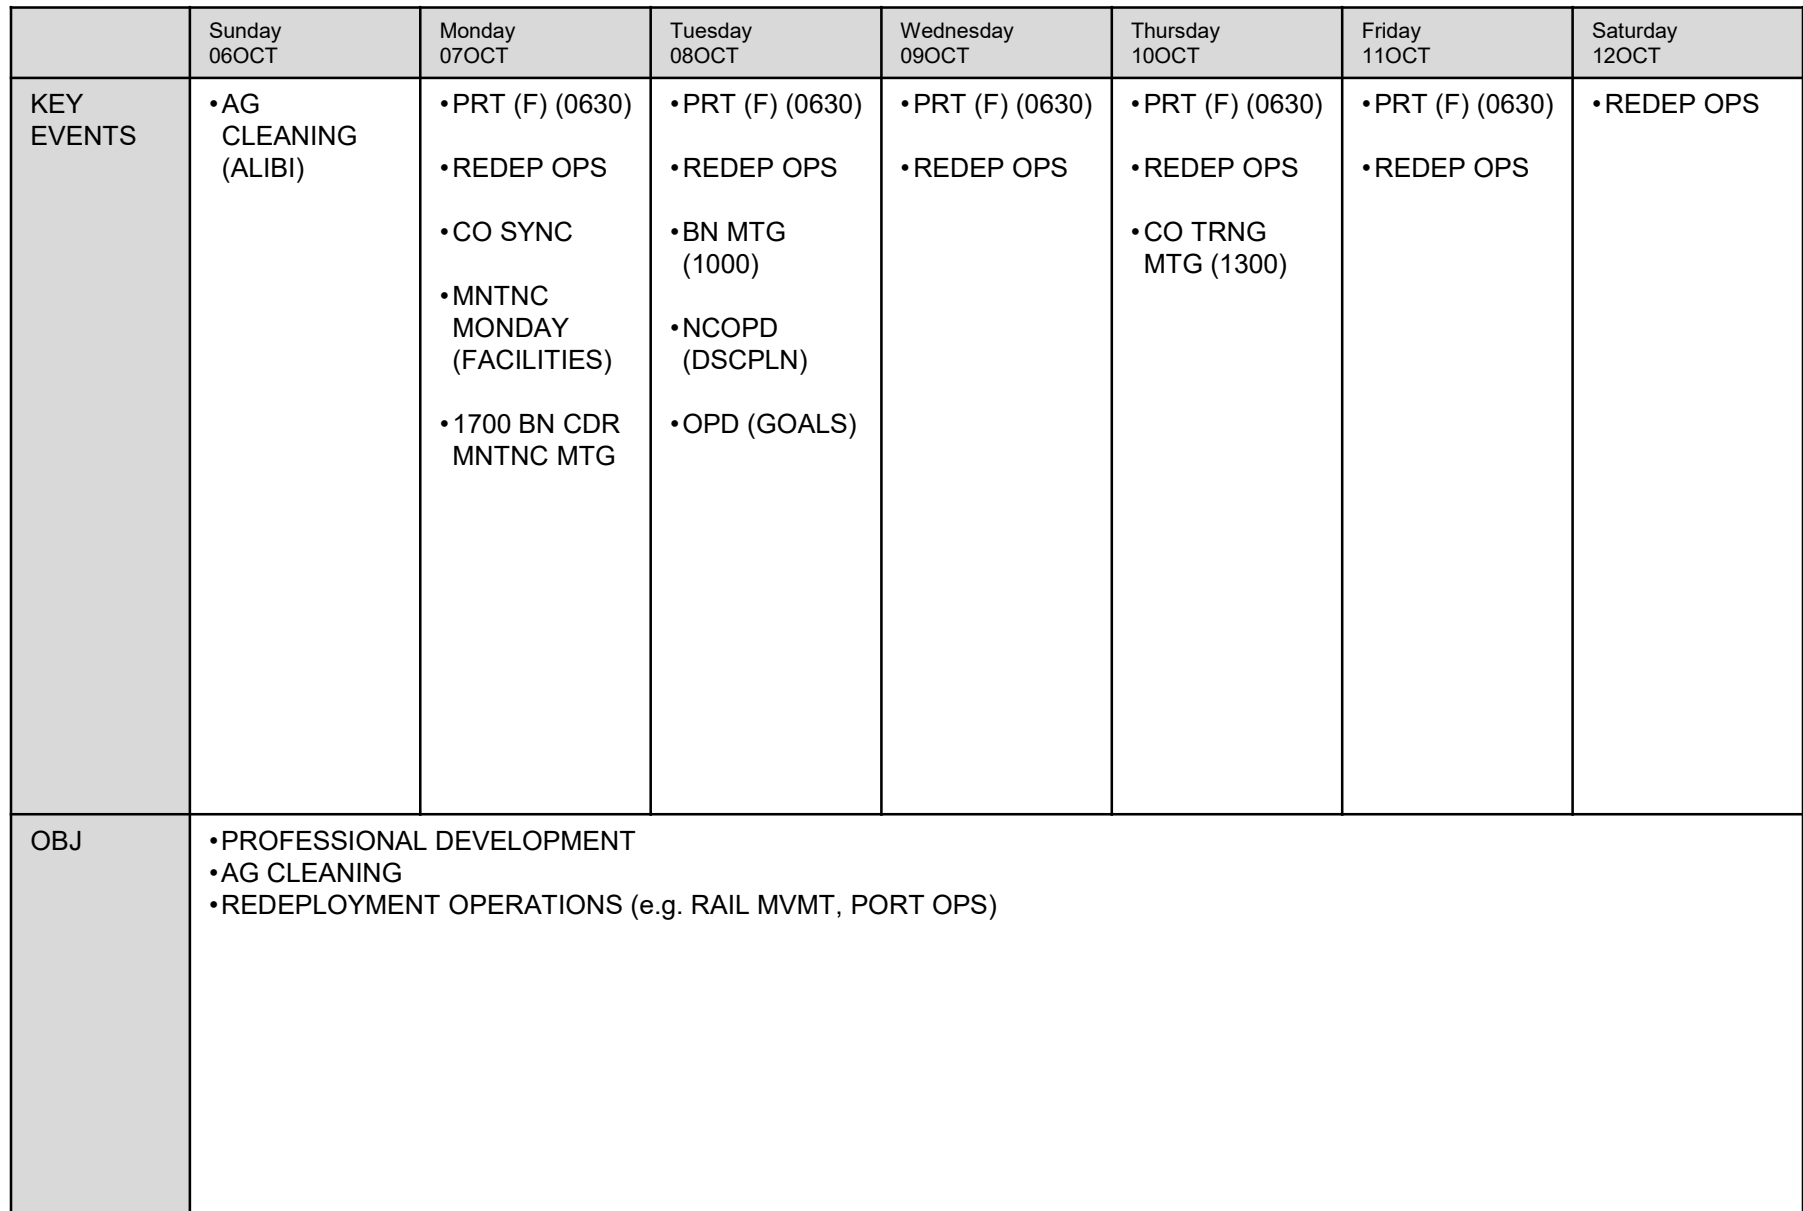 Sunday
06OCT
Monday
07OCT
Tuesday
08OCT
Wednesday
09OCT
Thursday
10OCT
Friday
11OCT
Saturday
12OCT
KEY
EVENTS
•AG
CLEANING
(ALIBI)
•PRT (F) (0630)
•REDEP OPS
•CO SYNC
•MNTNC
MONDAY
(FACILITIES)
•1700 BN CDR
MNTNC MTG
•PRT (F) (0630)
•REDEP OPS
•BN MTG
(1000)
•NCOPD
(DSCPLN)
•OPD (GOALS)
•PRT (F) (0630)
•REDEP OPS
•PRT (F) (0630)
•REDEP OPS
•CO TRNG
MTG (1300)
•PRT (F) (0630)
•REDEP OPS
•REDEP OPS
OBJ
•PROFESSIONAL DEVELOPMENT
•AG CLEANING
•REDEPLOYMENT OPERATIONS (e.g. RAIL MVMT, PORT OPS)